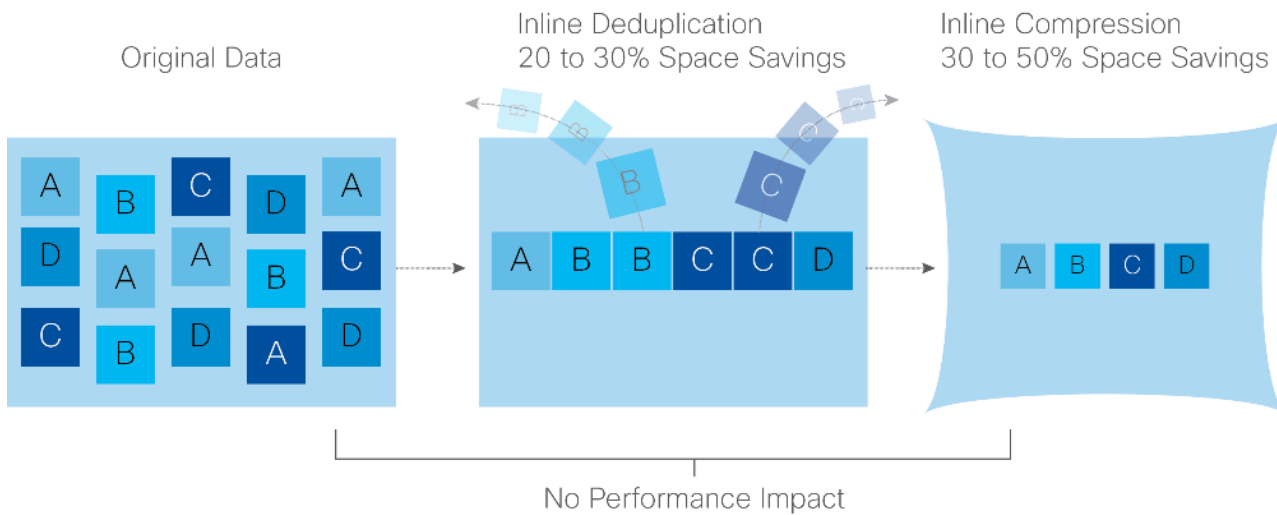 Original Data
Inline Deduplication
20 to 30% Space Savings
Inline Compression
30 to 50% Space Savings
B B B C C C
A B C D A
D A A B C
C B D A D
A B B C C D
A B C D
No Performance Impact